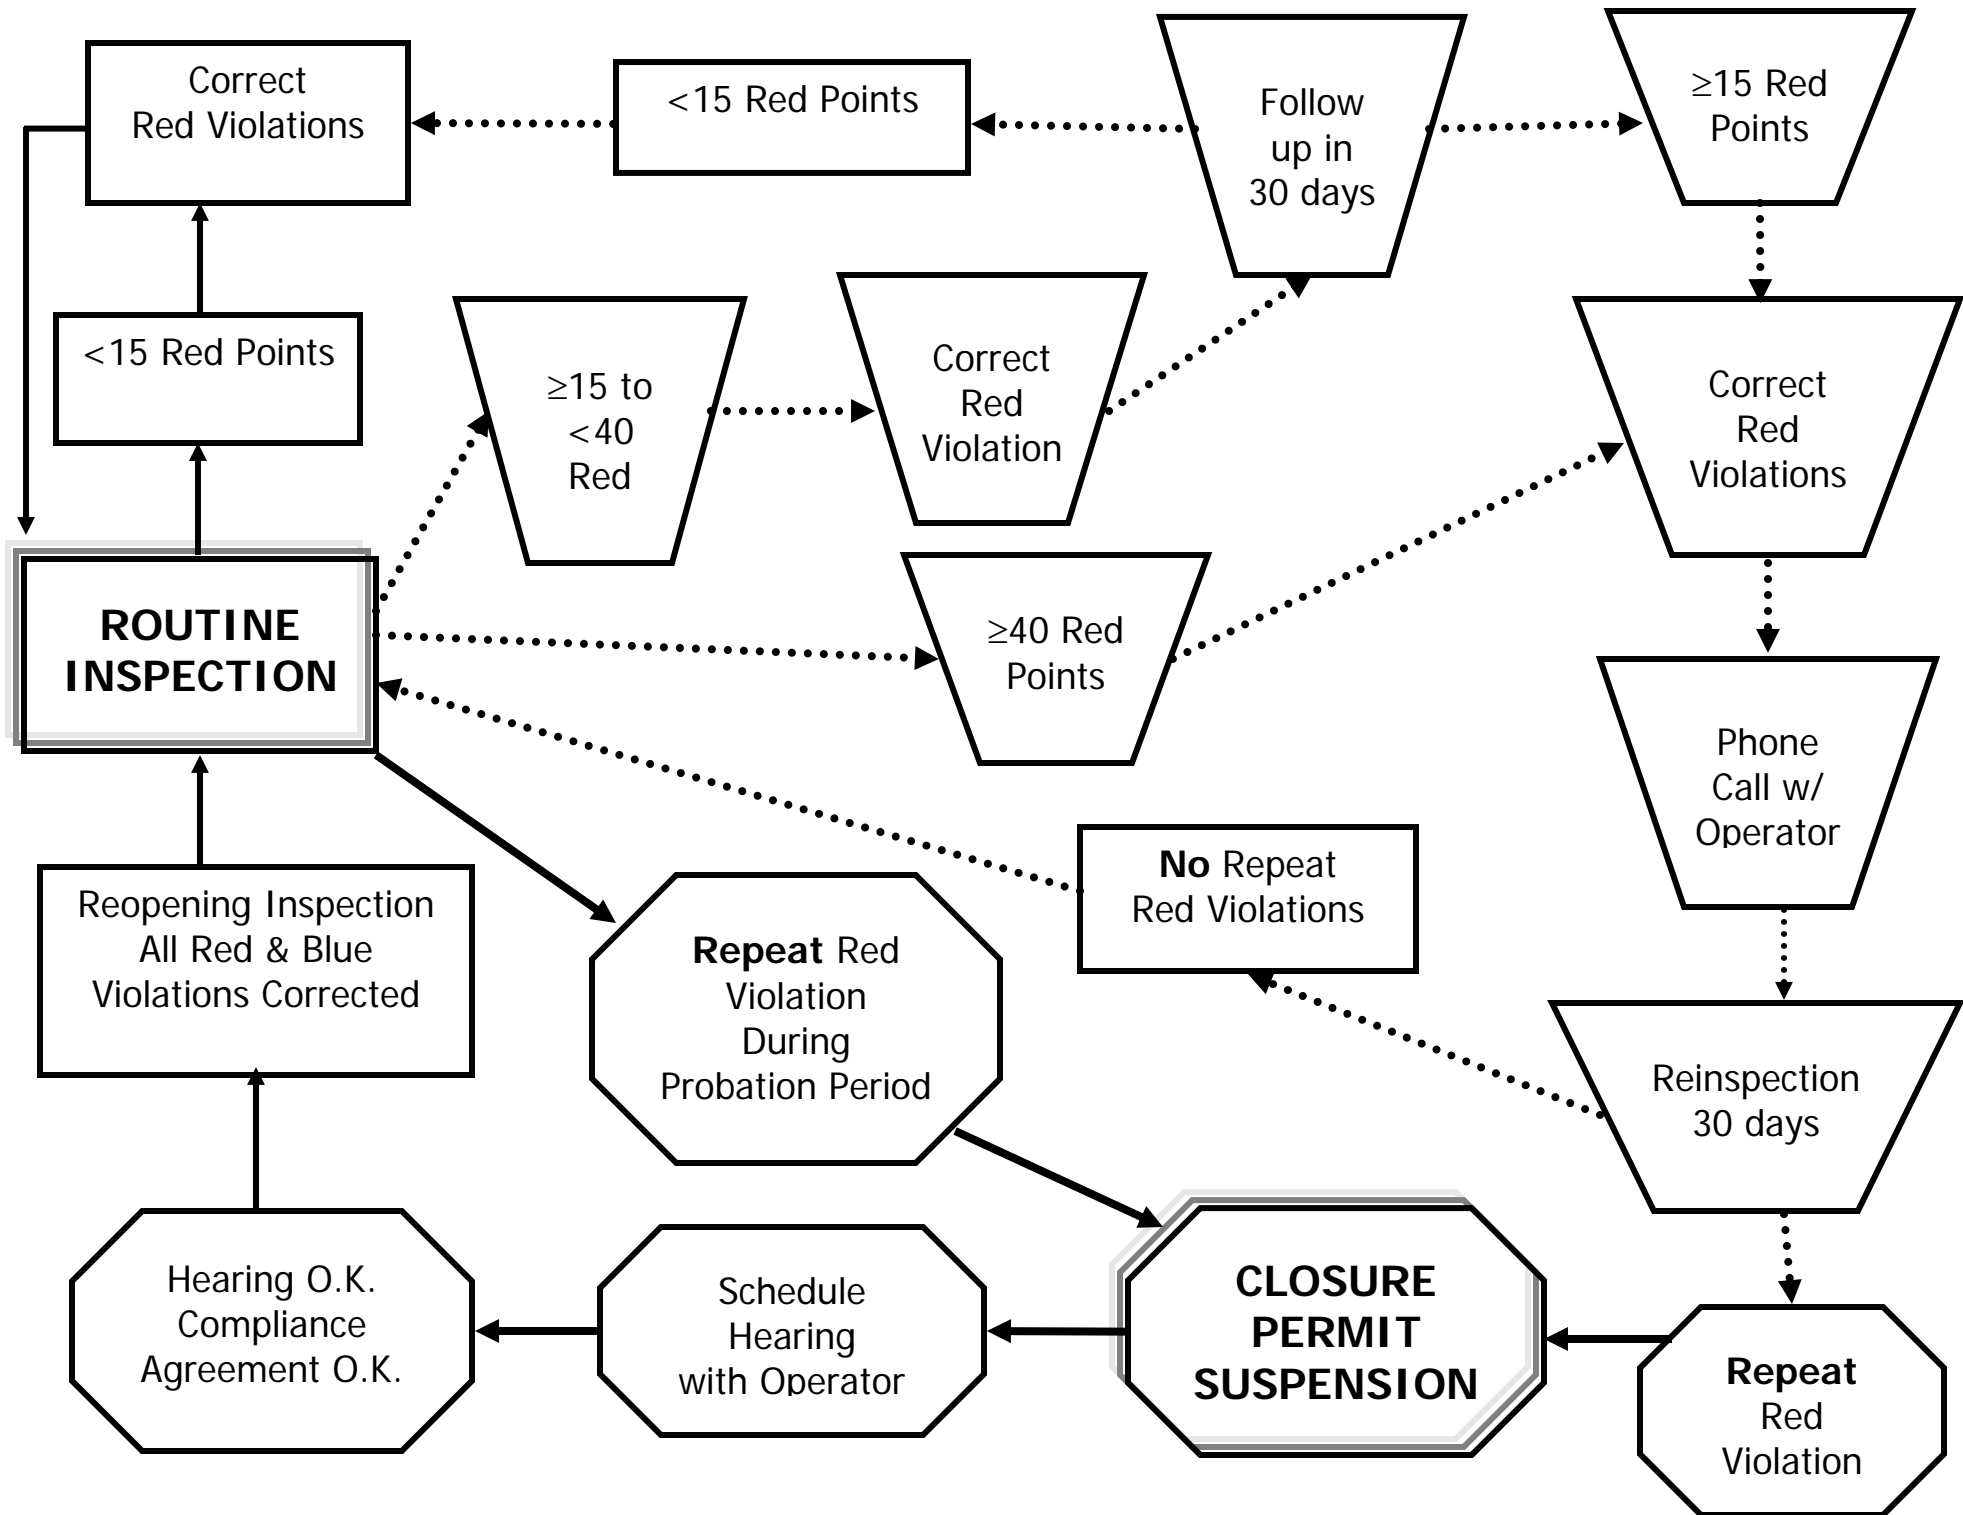 Correct
Red Violations
<15 Red Points
Follow
up in
30 days
≥15 Red
Points
<15 Red Points
≥15 to
<40
Red
Correct
Red
Violation
Correct
Red
Violations
ROUTINE
INSPECTION
≥40 Red
Points
Phone
Call w/
Operator
No Repeat
Red Violations
Reopening Inspection
All Red & Blue
Violations Corrected
Repeat Red
Violation
During
Probation Period
Reinspection
30 days
Hearing O.K.
Compliance
Agreement O.K.
Schedule
Hearing
with Operator
CLOSURE
PERMIT
SUSPENSION
Repeat
Red
Violation